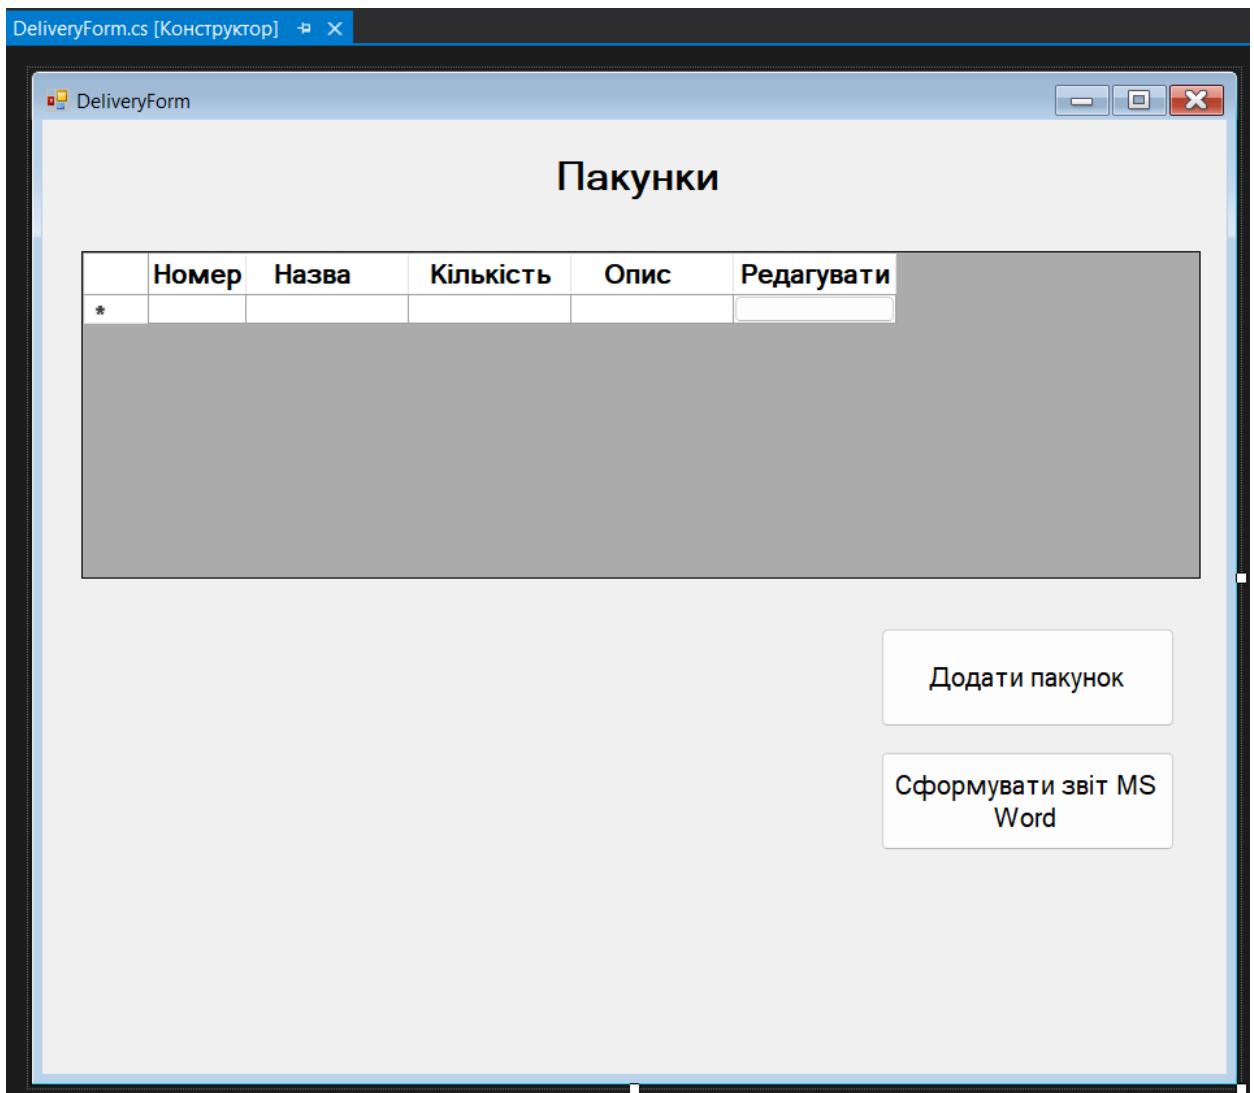 DeliveryForm.cs [Конструктор]
DeliveryForm
Пакунки
Номер Назва Кількість Опис Редагувати
*
Додати пакунок
Сформувати звіт MS
Word